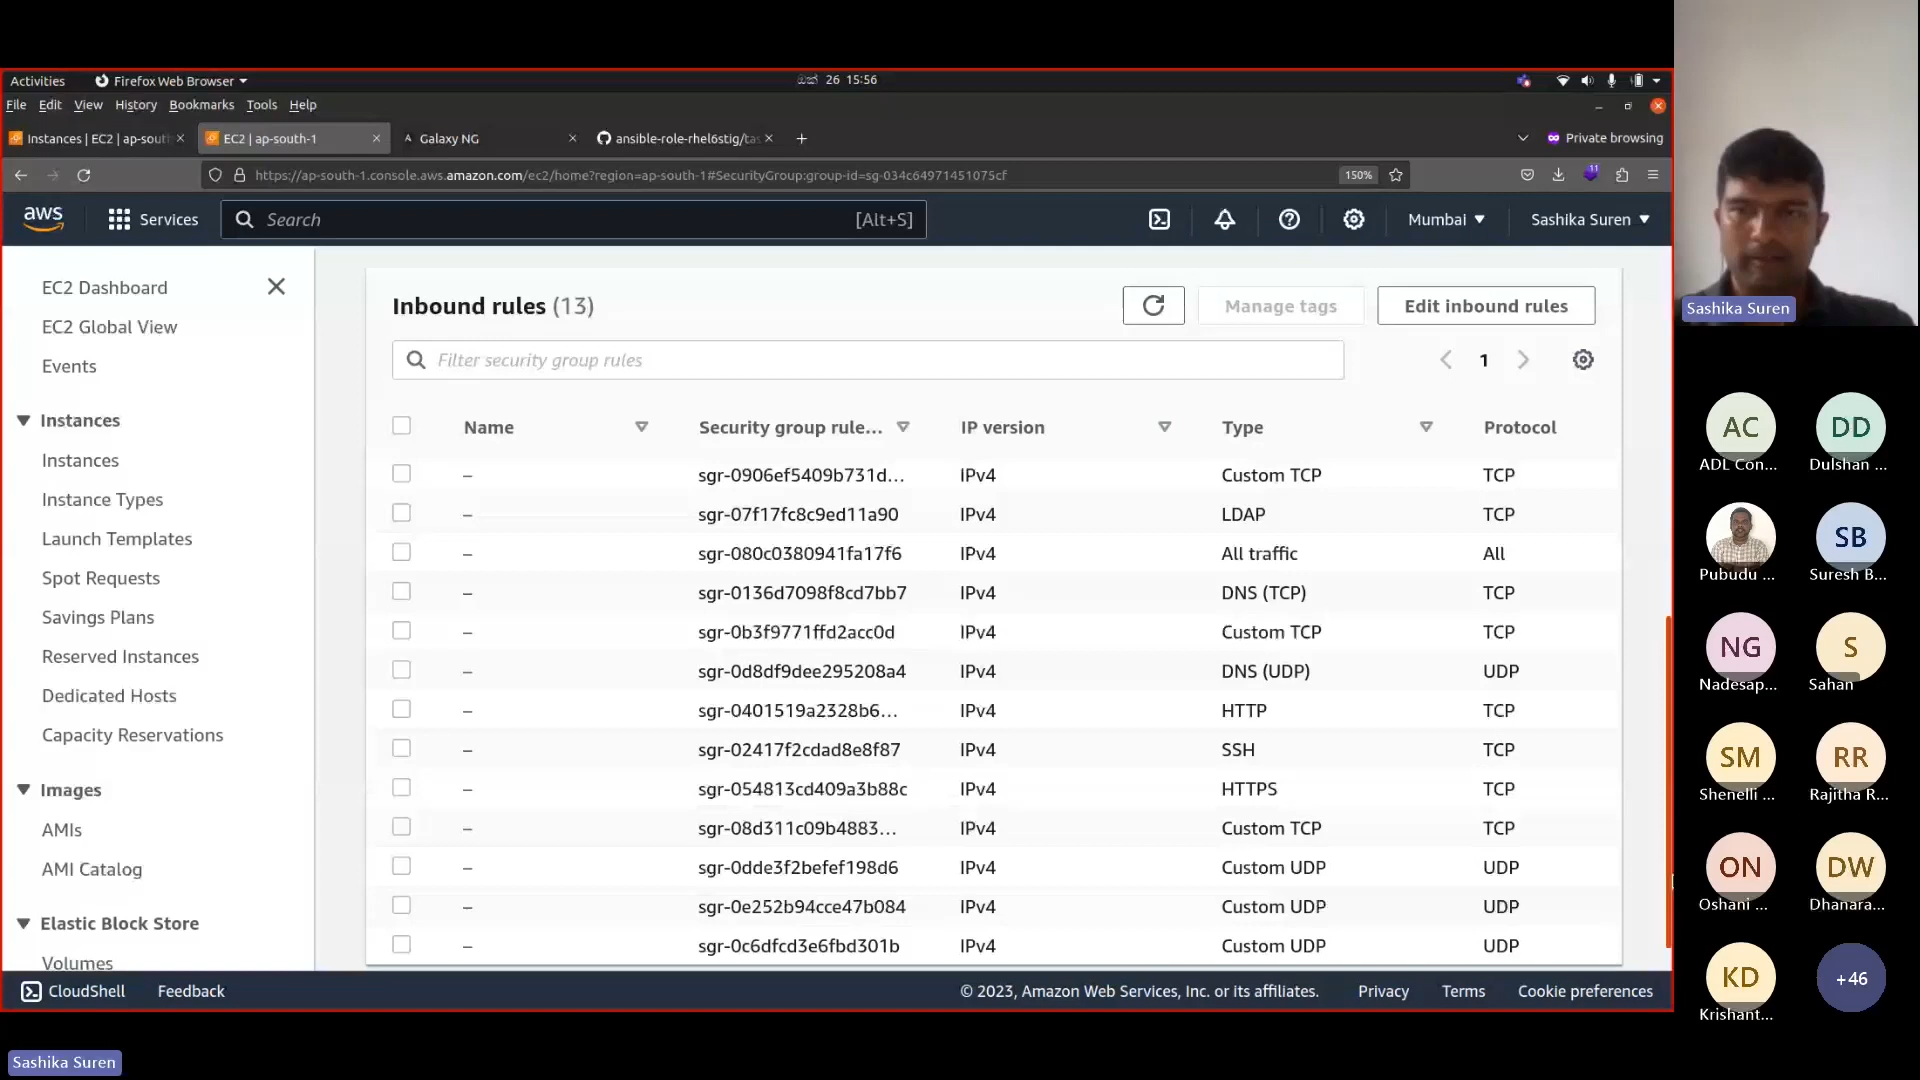 Activities
Firefox Web Browser
ඔක් 26 15:56
File Edit View History Bookmarks Tools Help
Instances | EC2 | ap-sout
EC2 | ap-south-1
Galaxy NG
ansible-role-rhel6stig/tas
Private browsing
https://ap-south-1.console.aws.amazon.com/ec2/home?region=ap-south-1#SecurityGroup:group-id=sg-034c64971451075cf
150%
11
aws
Services
Search
[Alt+S]
Mumbai
Sashika Suren
EC2 Dashboard
EC2 Global View
Events
Instances
Instances
Instance Types
Launch Templates
Spot Requests
Savings Plans
Reserved Instances
Dedicated Hosts
Capacity Reservations
Images
AMIs
AMI Catalog
Elastic Block Store
Volumes
Inbound rules (13)
Manage tags
Edit inbound rules
Filter security group rules
1
Name Security group rule... IP version Type Protocol
– sgr-0906ef5409b731d... IPv4 Custom TCP TCP
– sgr-07f17fc8c9ed11a90 IPv4 LDAP TCP
– sgr-080c0380941fa17f6 IPv4 All traffic All
– sgr-0136d7098f8cd7bb7 IPv4 DNS (TCP) TCP
– sgr-0b3f9771ffd2acc0d IPv4 Custom TCP TCP
– sgr-0d8df9dee295208a4 IPv4 DNS (UDP) UDP
– sgr-0401519a2328b6... IPv4 HTTP TCP
– sgr-02417f2cdad8e8f87 IPv4 SSH TCP
– sgr-054813cd409a3b88c IPv4 HTTPS TCP
– sgr-08d311c09b4883... IPv4 Custom TCP TCP
– sgr-0dde3f2befef198d6 IPv4 Custom UDP UDP
– sgr-0e252b94cce47b084 IPv4 Custom UDP UDP
– sgr-0c6dfcd3e6fbd301b IPv4 Custom UDP UDP
CloudShell
Feedback
© 2023, Amazon Web Services, Inc. or its affiliates.
Privacy
Terms
Cookie preferences
Sashika Suren
Sashika Suren
AC
ADL Con...
DD
Dulshan ...
Pubudu ...
SB
Suresh B...
NG
Nadesap...
S
Sahan
SM
Shenelli ...
RR
Rajitha R...
ON
Oshani ...
DW
Dhanara...
KD
Krishant...
+46